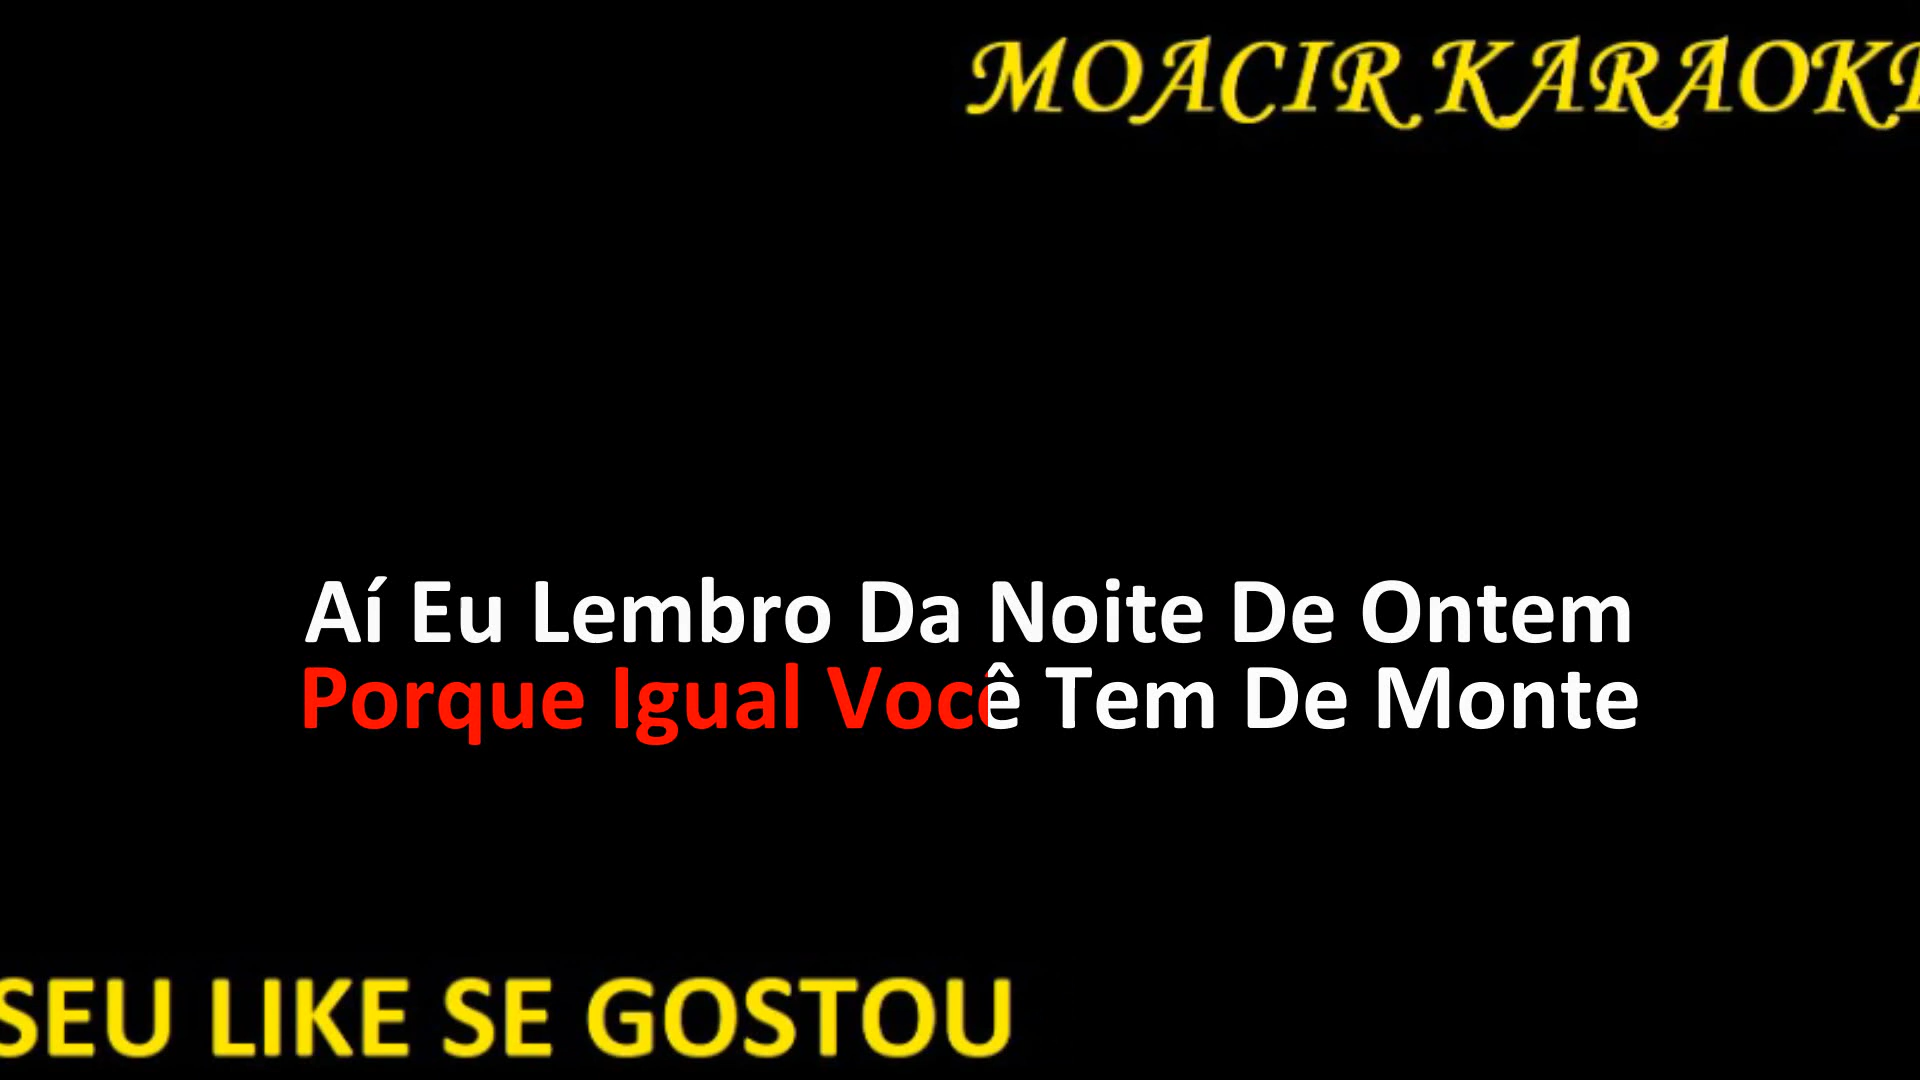 MOACIR KARAOKE
Aí Eu Lembro Da Noite De Ontem
Porque Igual Você Tem De Monte
SEU LIKE SE GOSTOU